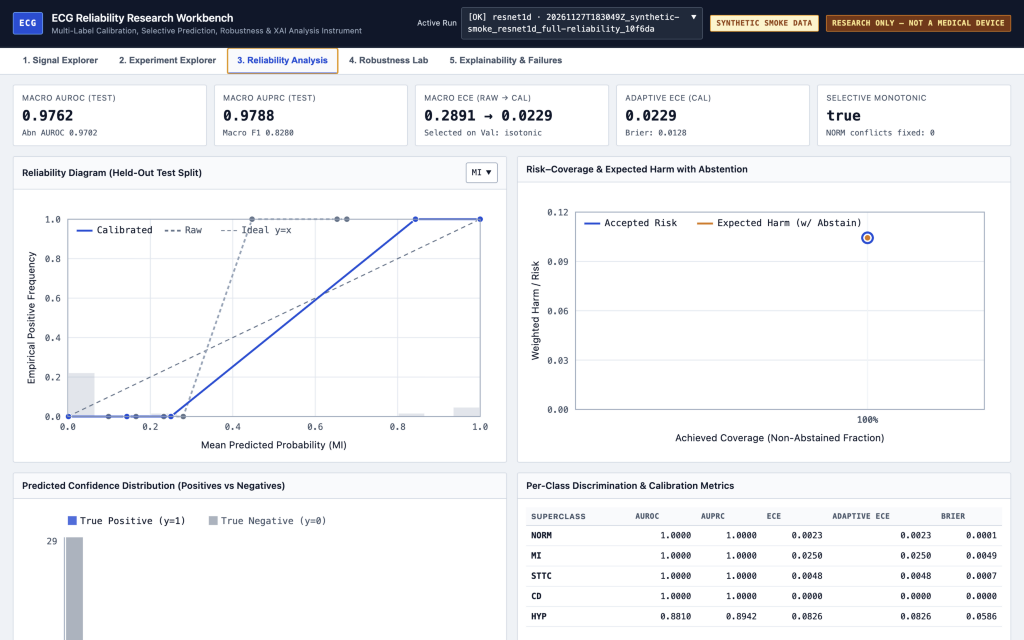 ECG
ECG Reliability Research Workbench
Multi-Label Calibration, Selective Prediction, Robustness & XAI Analysis Instrument
Active Run
[OK] resnet1d · 20261127T183049Z_synthetic-
smoke_resnet1d_full-reliability_10f6da
▼
SYNTHETIC SMOKE DATA
RESEARCH ONLY — NOT A MEDICAL DEVICE
1. Signal Explorer
2. Experiment Explorer
3. Reliability Analysis
4. Robustness Lab
5. Explainability & Failures
MACRO AUROC (TEST)
0.9762
Abn AUROC 0.9702
MACRO AUPRC (TEST)
0.9788
Macro F1 0.8280
MACRO ECE (RAW → CAL)
0.2891 → 0.0229
Selected on Val: isotonic
ADAPTIVE ECE (CAL)
0.0229
Brier: 0.0128
SELECTIVE MONOTONIC
true
NORM conflicts fixed: 0
Reliability Diagram (Held-Out Test Split)
MI ▼
Calibrated
Raw
Ideal y=x
Empirical Positive Frequency
1.0
0.8
0.6
0.4
0.2
0.0
0.0 0.2 0.4 0.6 0.8 1.0
Mean Predicted Probability (MI)
Risk–Coverage & Expected Harm with Abstention
Accepted Risk
Expected Harm (w/ Abstain)
Weighted Harm / Risk
0.12
0.09
0.06
0.03
0.00
100%
Achieved Coverage (Non-Abstained Fraction)
Predicted Confidence Distribution (Positives vs Negatives)
True Positive (y=1)
True Negative (y=0)
29
Per-Class Discrimination & Calibration Metrics
SUPERCLASS AUROC AUPRC ECE ADAPTIVE ECE BRIER
NORM 1.0000 1.0000 0.0023 0.0023 0.0001
MI 1.0000 1.0000 0.0250 0.0250 0.0049
STTC 1.0000 1.0000 0.0048 0.0048 0.0007
CD 1.0000 1.0000 0.0000 0.0000 0.0000
HYP 0.8810 0.8942 0.0826 0.0826 0.0586